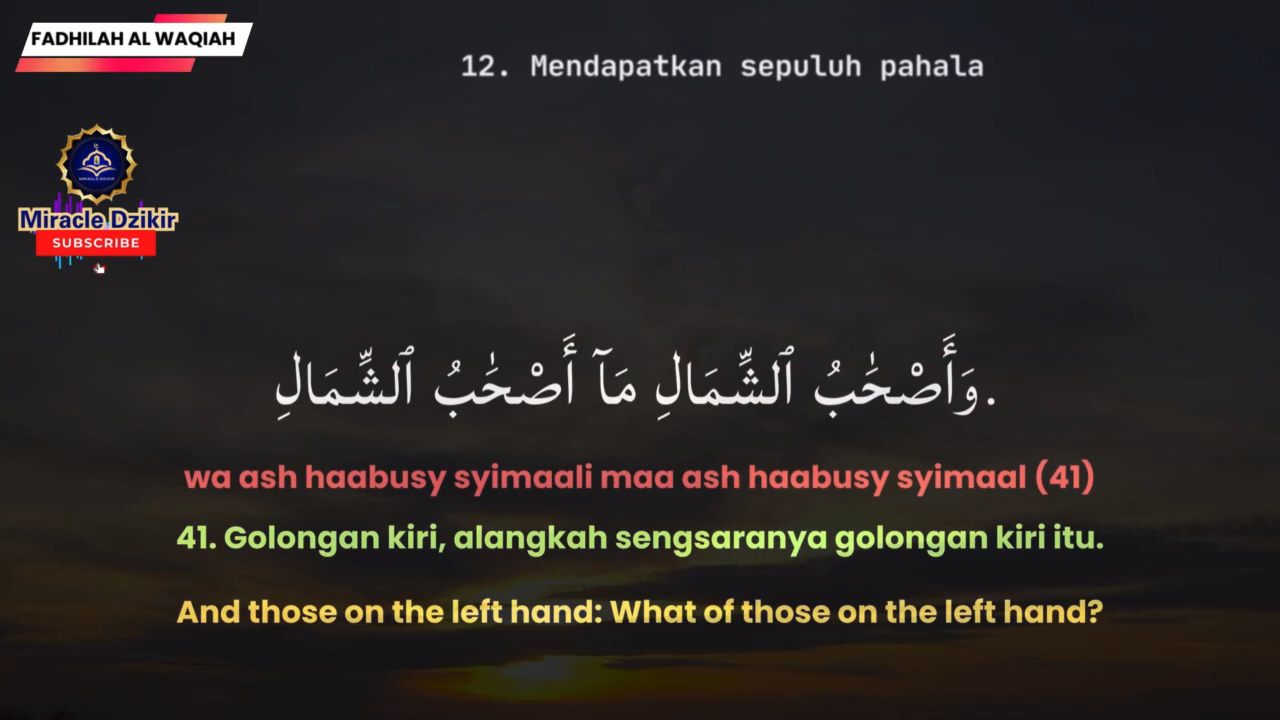 FADHILAH AL WAQIAH
12. Mendapatkan sepuluh pahala
Miracle Dzikir
SUBSCRIBE
وَأَصْحَٰبُ ٱلشِّمَالِ مَآ أَصْحَٰبُ ٱلشِّمَالِ.
wa ash haabusy syimaali maa ash haabusy syimaal (41)
41. Golongan kiri, alangkah sengsaranya golongan kiri itu.
And those on the left hand: What of those on the left hand?